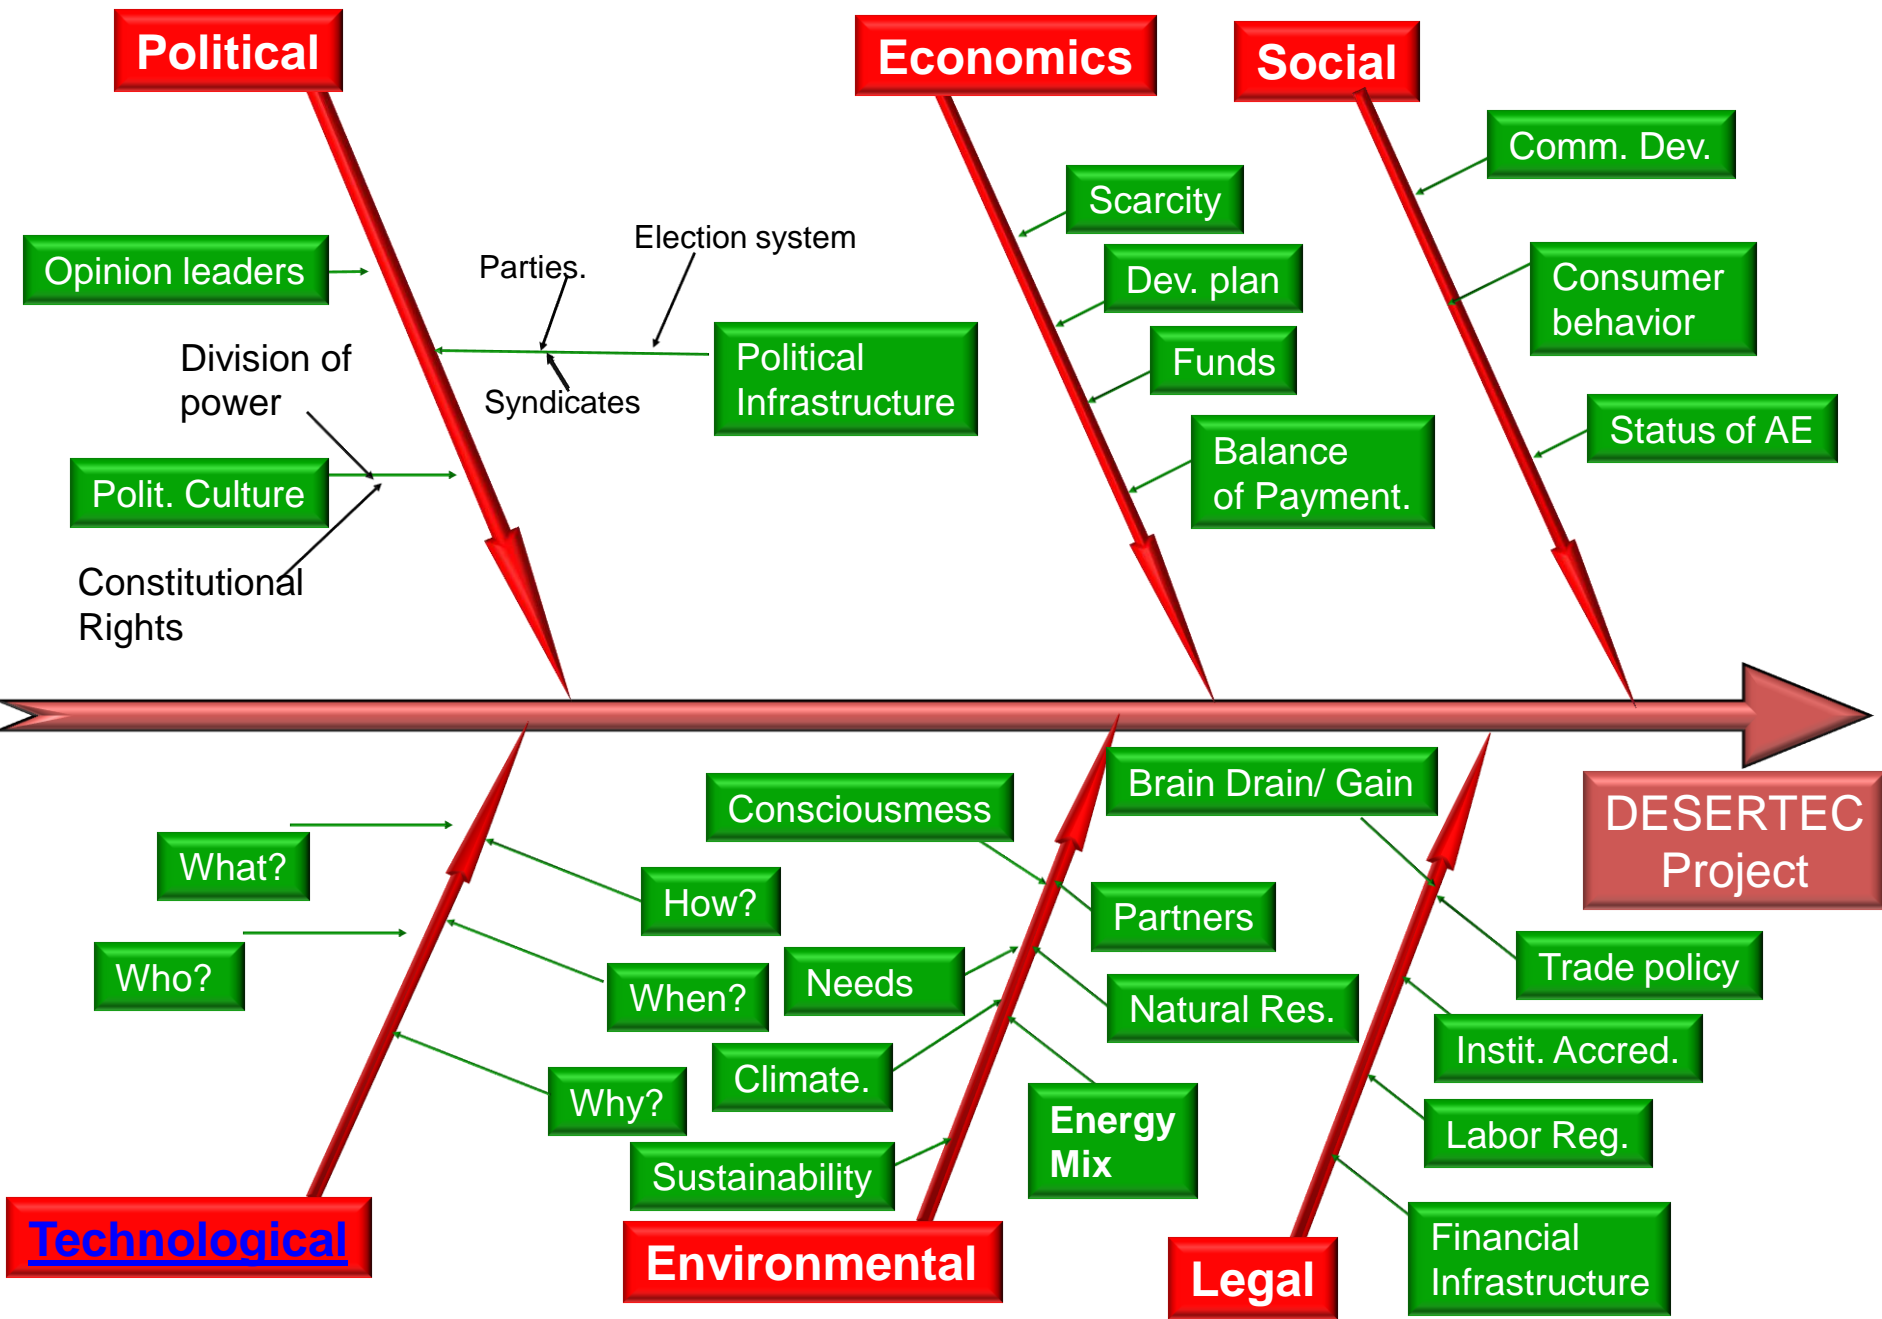 Political
Economics
Social
Comm. Dev.
Scarcity
Election system
Parties.
Opinion leaders
Dev. plan
Consumer
behavior
Division of
power
Syndicates
Political
Infrastructure
Funds
Status of AE
Polit. Culture
Balance
of Payment.
Constitutional
Rights
What?
Consciousmess
Brain Drain/ Gain
DESERTEC
Project
How?
Partners
Who?
When?
Needs
Natural Res.
Trade policy
Why?
Climate.
Energy
Mix
Instit. Accred.
Labor Reg.
Sustainability
Technological
Environmental
Legal
Financial
Infrastructure